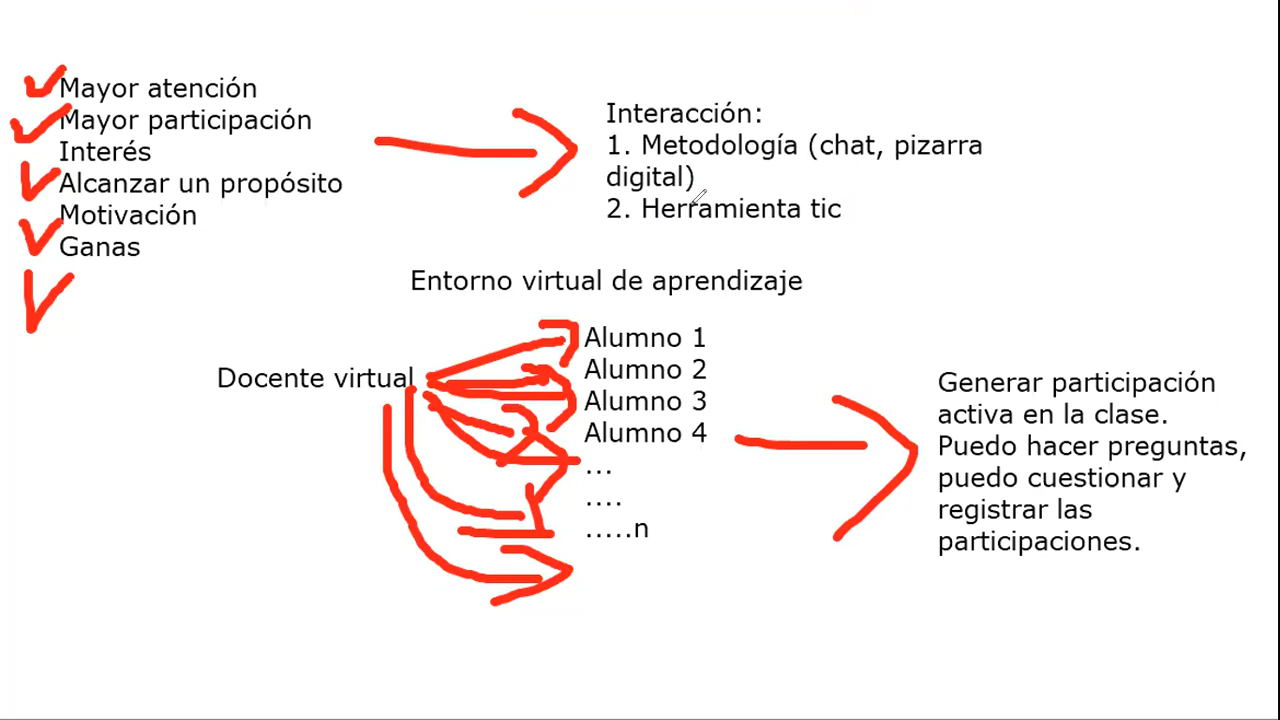 Mayor atención
Mayor participación
Interés
Alcanzar un propósito
Motivación
Ganas
Interacción:
1. Metodología (chat, pizarra
digital)
2. Herramienta tic
Entorno virtual de aprendizaje
Docente virtual
Alumno 1
Alumno 2
Alumno 3
Alumno 4
...
....
.....n
Generar participación
activa en la clase.
Puedo hacer preguntas,
puedo cuestionar y
registrar las
participaciones.